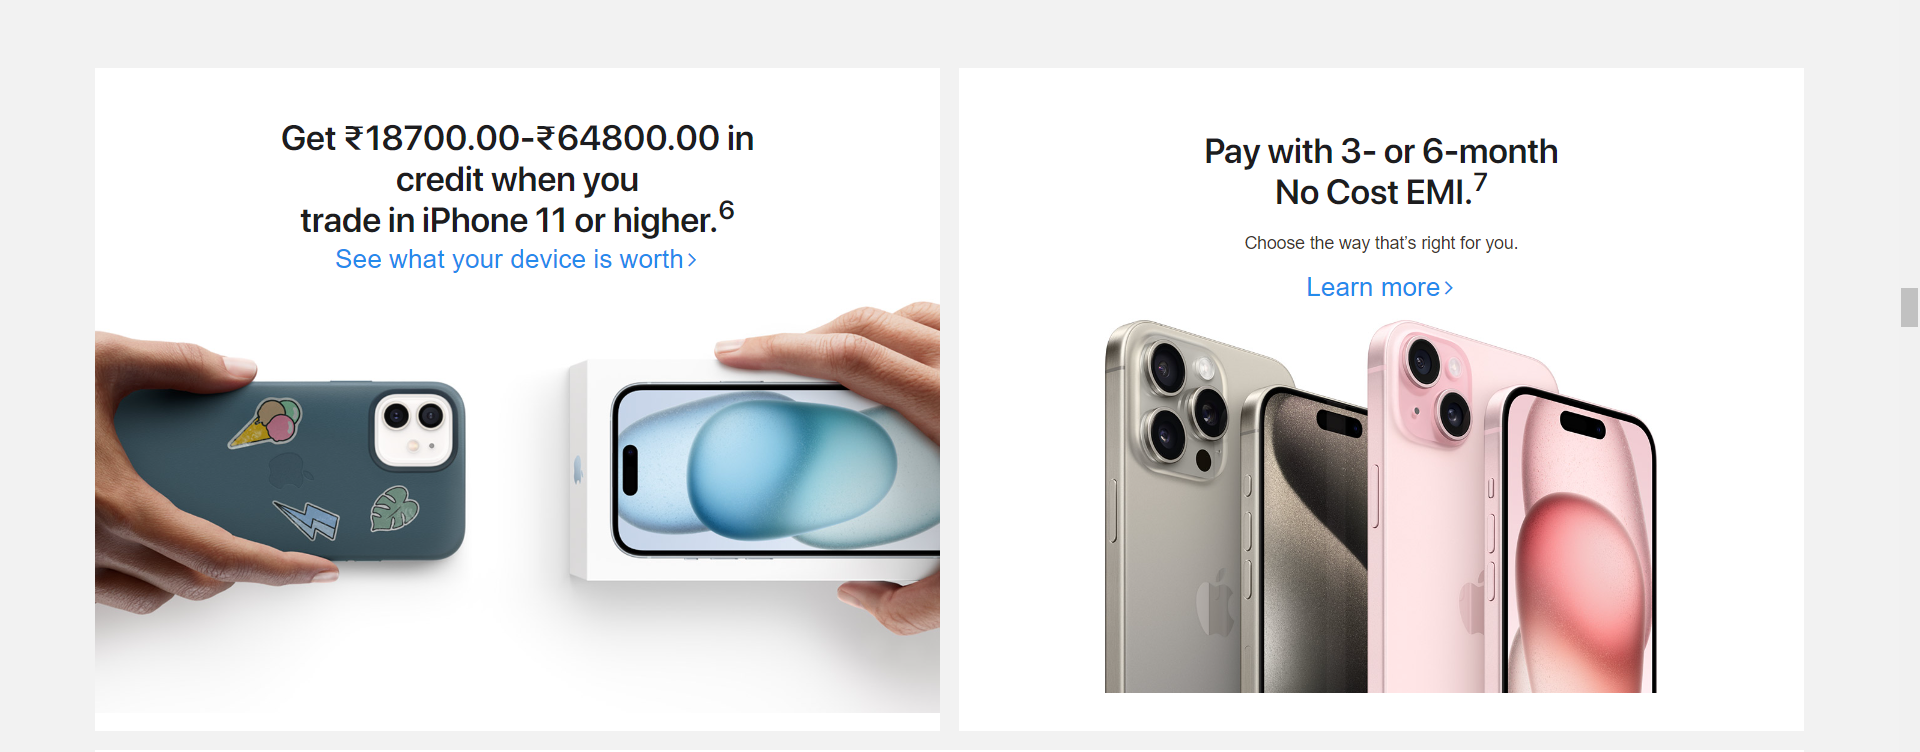 Get ₹18700.00-₹64800.00 in
credit when you
trade in iPhone 11 or higher.6
See what your device is worth>
Pay with 3- or 6-month
No Cost EMI.7
Choose the way that's right for you.
Learn more>